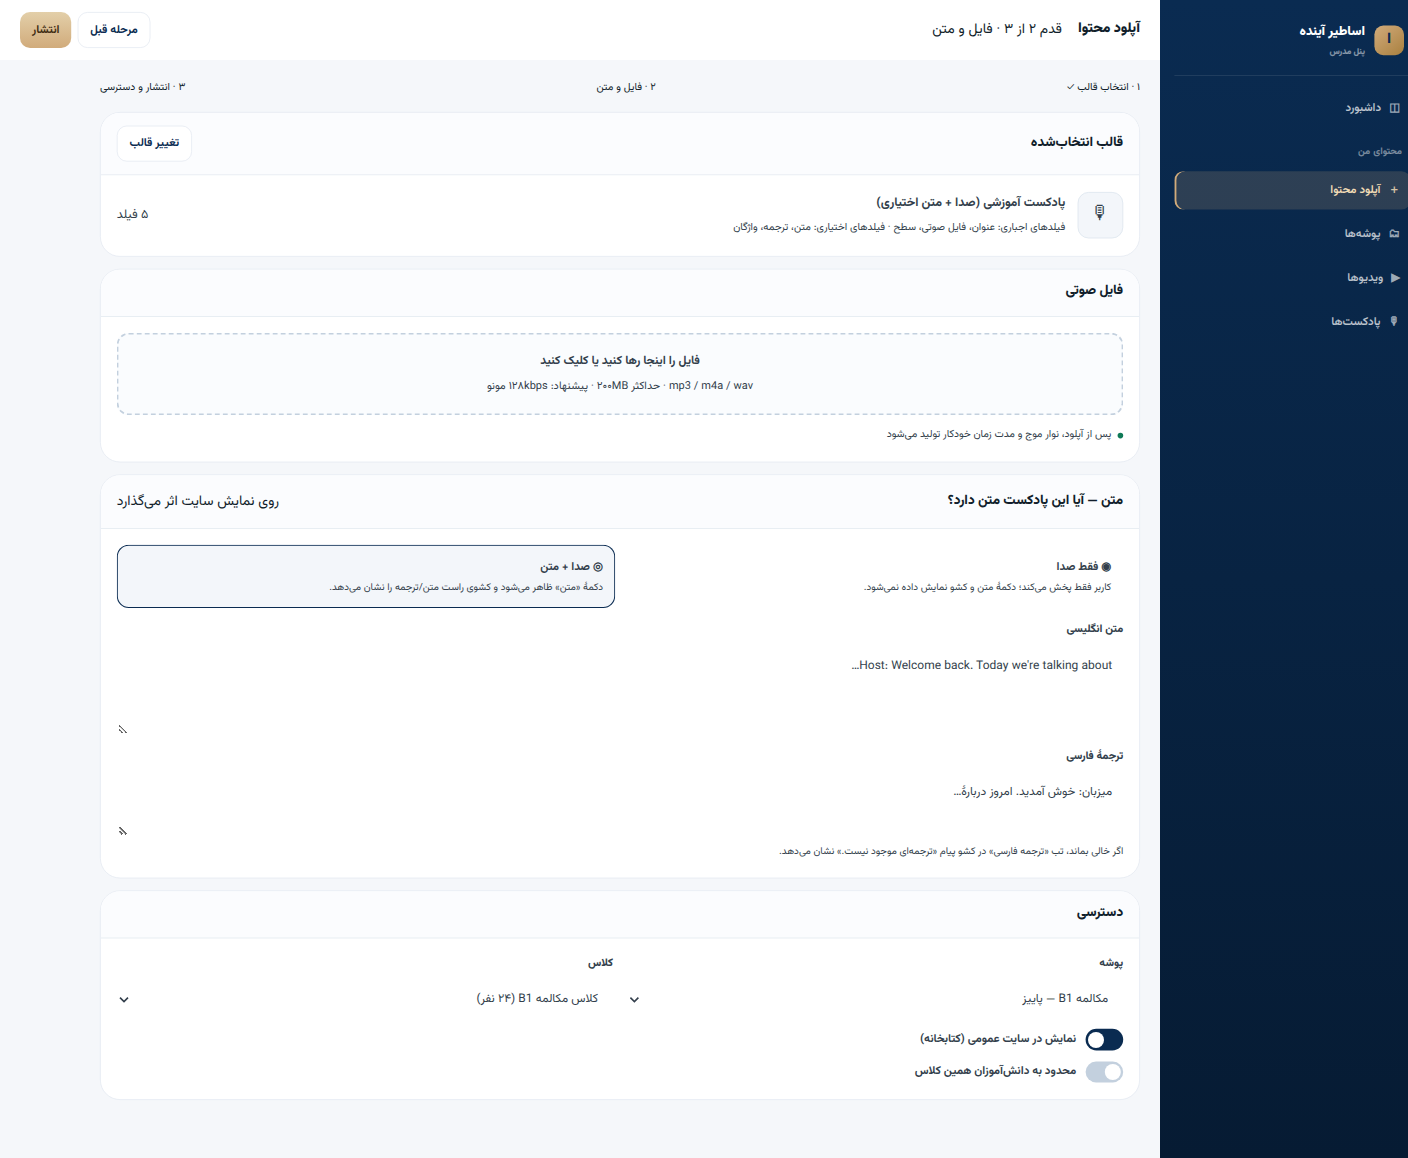 اساطیر آینده
پنل مدرس
داشبورد
محتوای من
+ آپلود محتوا
پوشه‌ها
ویدیوها
پادکست‌ها
آپلود محتوا
قدم ۲ از ۳ · فایل و متن
مرحله قبل
انتشار
۱ · انتخاب قالب ✓
۲ · فایل و متن
۳ · انتشار و دسترسی
قالب انتخاب‌شده
تغییر قالب
پادکست آموزشی (صدا + متن اختیاری)
فیلدهای اجباری: عنوان، فایل صوتی، سطح · فیلدهای اختیاری: متن، ترجمه، واژگان
۵ فیلد
فایل صوتی
فایل را اینجا رها کنید یا کلیک کنید
mp3 / m4a / wav · حداکثر ۲۰۰MB · پیشنهاد: ۱۲۸kbps مونو
پس از آپلود، نوار موج و مدت زمان خودکار تولید می‌شود
متن — آیا این پادکست متن دارد؟
روی نمایش سایت اثر می‌گذارد
◉ فقط صدا
کاربر فقط پخش می‌کند؛ دکمهٔ متن و کشو نمایش داده نمی‌شود.
◎ صدا + متن
دکمهٔ «متن» ظاهر می‌شود و کشوی راست متن/ترجمه را نشان می‌دهد.
متن انگلیسی
Host: Welcome back. Today we're talking about…
ترجمهٔ فارسی
میزبان: خوش آمدید. امروز دربارهٔ…
اگر خالی بماند، تب «ترجمه فارسی» در کشو پیام «ترجمه‌ای موجود نیست.» نشان می‌دهد.
دسترسی
پوشه
کلاس
مکالمه B1 — پاییز
کلاس مکالمه B1 (۲۴ نفر)
نمایش در سایت عمومی (کتابخانه)
محدود به دانش‌آموزان همین کلاس